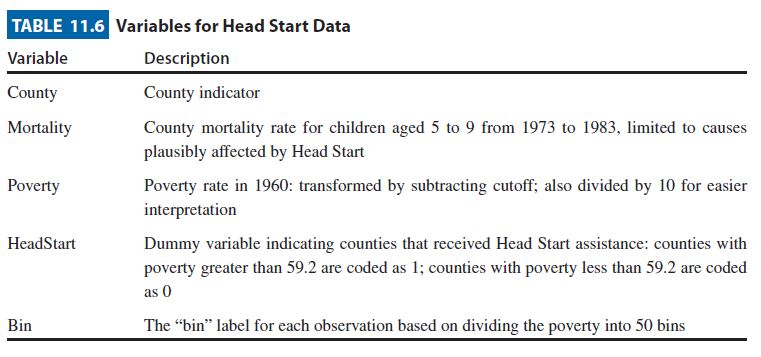 TABLE 11.6 Variables for Head Start Data
Variable Description
County County indicator
Mortality County mortality rate for children aged 5 to 9 from 1973 to 1983, limited to causes
plausibly affected by Head Start
Poverty Poverty rate in 1960: transformed by subtracting cutoff; also divided by 10 for easier
interpretation
HeadStart Dummy variable indicating counties that received Head Start assistance: counties with
poverty greater than 59.2 are coded as 1; counties with poverty less than 59.2 are coded
as 0
Bin The “bin” label for each observation based on dividing the poverty into 50 bins